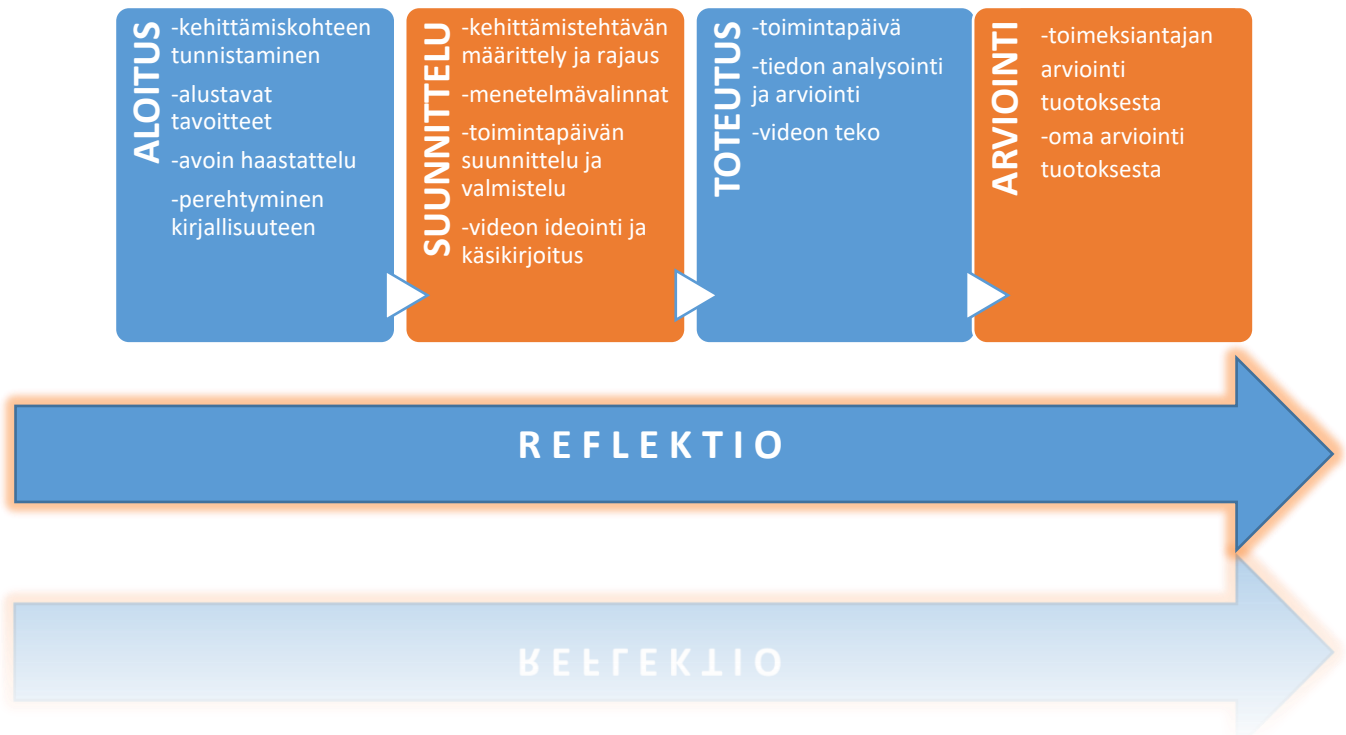 ALOITUS
-kehittämiskohteen
tunnistaminen
-alustavat
tavoitteet
-avoin haastattelu
-perehtyminen
kirjallisuuteen
SUUNNITTELU
-kehittämistehtävän
määrittely ja rajaus
-menetelmävalinnat
-toimintapäivän
suunnittelu ja
valmistelu
-videon ideointi ja
käsikirjoitus
TOTEUTUS
-toimintapäivä
-tiedon analysointi
ja arviointi
-videon teko
ARVIOINTI
-toimeksiantajan
arviointi
tuotoksesta
-oma arviointi
tuotoksesta
REFLEKTIO